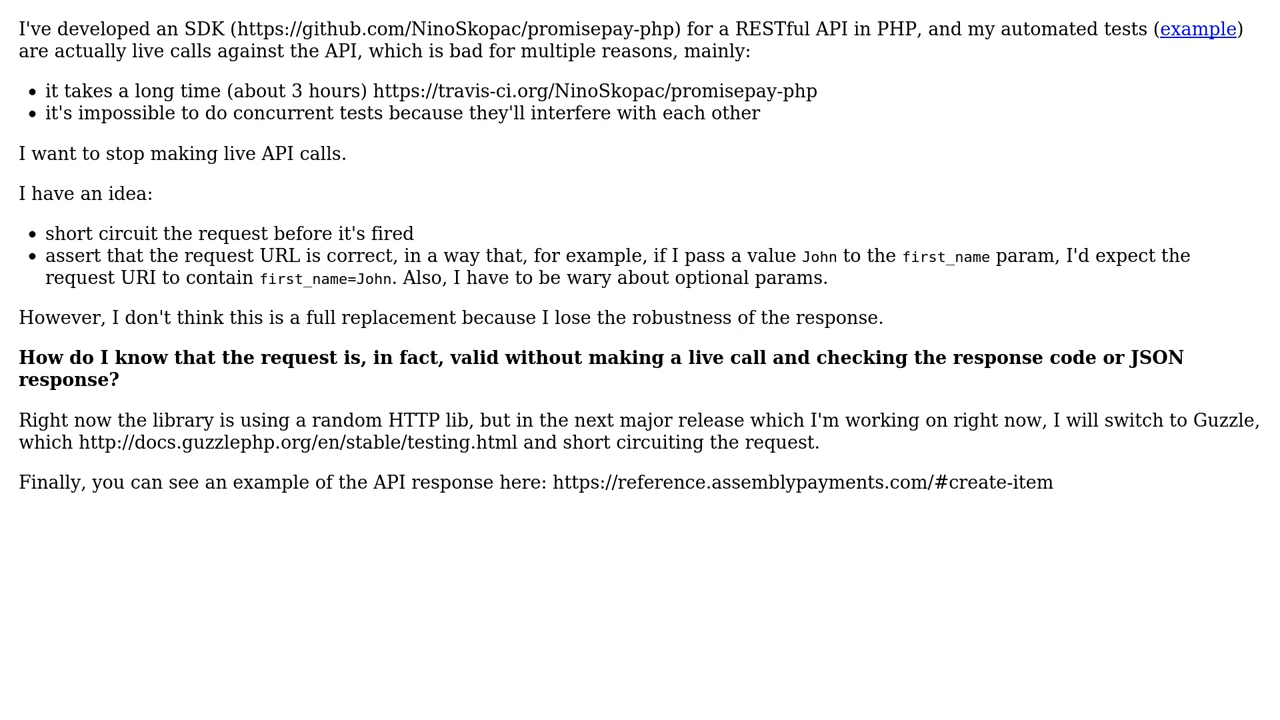 I've developed an SDK (https://github.com/NinoSkopac/promisepay-php) for a RESTful API in PHP, and my automated tests (example)
are actually live calls against the API, which is bad for multiple reasons, mainly:
• it takes a long time (about 3 hours) https://travis-ci.org/NinoSkopac/promisepay-php
• it's impossible to do concurrent tests because they'll interfere with each other
I want to stop making live API calls.
I have an idea:
• short circuit the request before it's fired
• assert that the request URL is correct, in a way that, for example, if I pass a value John to the first_name param, I'd expect the
request URI to contain first_name=John. Also, I have to be wary about optional params.
However, I don't think this is a full replacement because I lose the robustness of the response.
How do I know that the request is, in fact, valid without making a live call and checking the response code or JSON
response?
Right now the library is using a random HTTP lib, but in the next major release which I'm working on right now, I will switch to Guzzle,
which http://docs.guzzlephp.org/en/stable/testing.html and short circuiting the request.
Finally, you can see an example of the API response here: https://reference.assemblypayments.com/#create-item